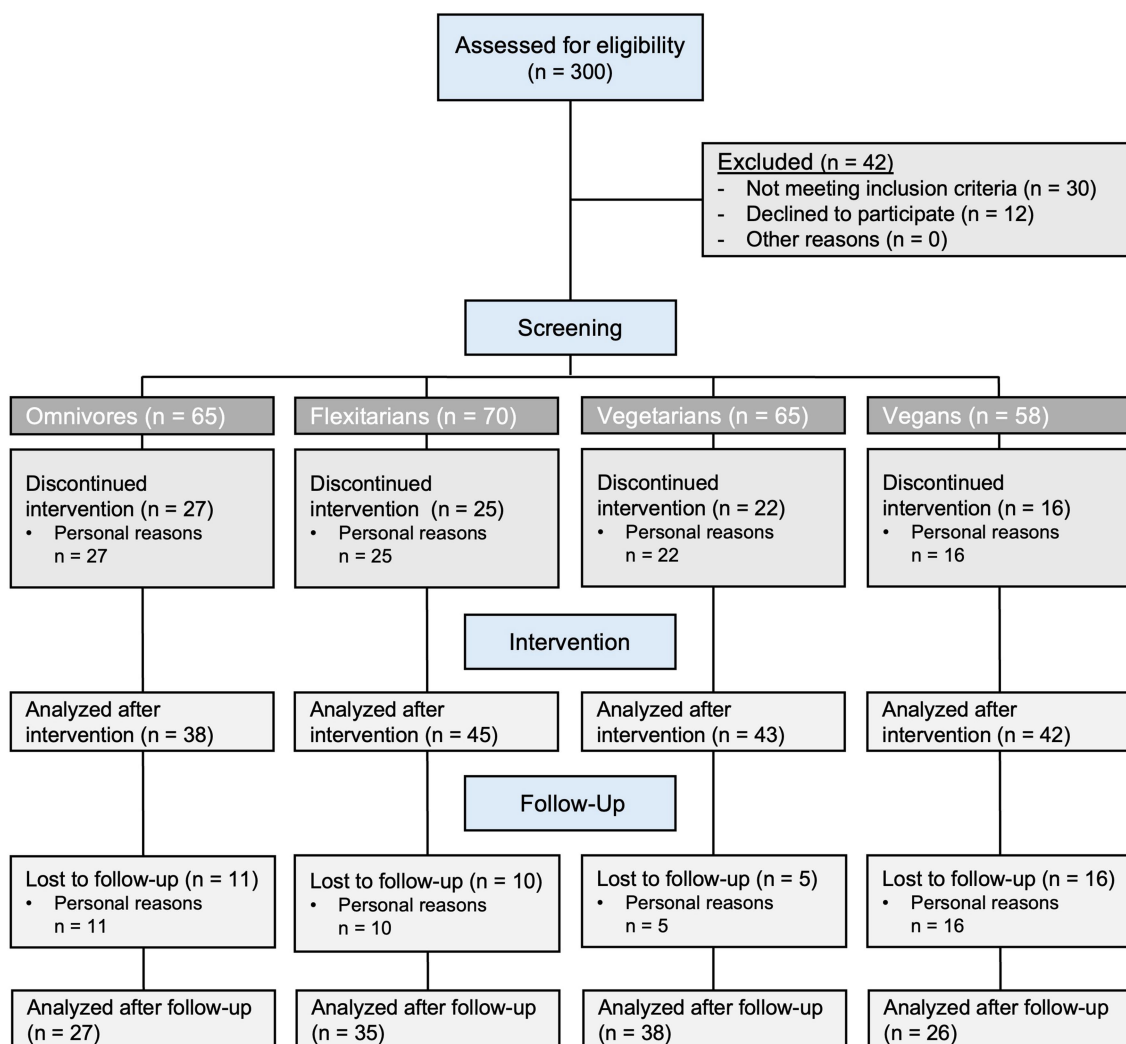 Assessed for eligibility
(n = 300)
Excluded (n = 42)
- Not meeting inclusion criteria (n = 30)
- Declined to participate (n = 12)
- Other reasons (n = 0)
Screening
Omnivores (n = 65)
Flexitarians (n = 70)
Vegetarians (n = 65)
Vegans (n = 58)
Discontinued
intervention (n = 27)
• Personal reasons
n = 27
Discontinued
intervention (n = 25)
• Personal reasons
n = 25
Discontinued
intervention (n = 22)
• Personal reasons
n = 22
Discontinued
intervention (n = 16)
• Personal reasons
n = 16
Intervention
Analyzed after
intervention (n = 38)
Analyzed after
intervention (n = 45)
Analyzed after
intervention (n = 43)
Analyzed after
intervention (n = 42)
Follow-Up
Lost to follow-up (n = 11)
• Personal reasons
n = 11
Lost to follow-up (n = 10)
• Personal reasons
n = 10
Lost to follow-up (n = 5)
• Personal reasons
n = 5
Lost to follow-up (n = 16)
• Personal reasons
n = 16
Analyzed after follow-up
(n = 27)
Analyzed after follow-up
(n = 35)
Analyzed after follow-up
(n = 38)
Analyzed after follow-up
(n = 26)